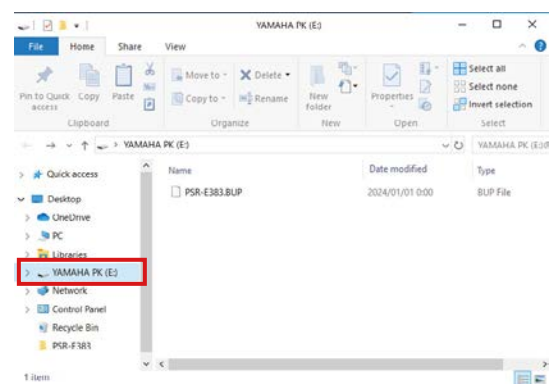 YAMAHA PK (E:)
File Home Share View
Pin to Quick access
Copy
Paste
Move to
Copy to
Delete
Rename
New folder
Properties
Select all
Select none
Invert selection
Clipboard Organize New Open Select
YAMAHA PK (E:)
YAMAHA PK (E:)
Name Date modified Type
PSR-E383.BUP 2024/01/01 0:00 BUP File
Quick access
Desktop
OneDrive
PC
Libraries
YAMAHA PK (E:)
Network
Control Panel
Recycle Bin
PSR-E383
1 item